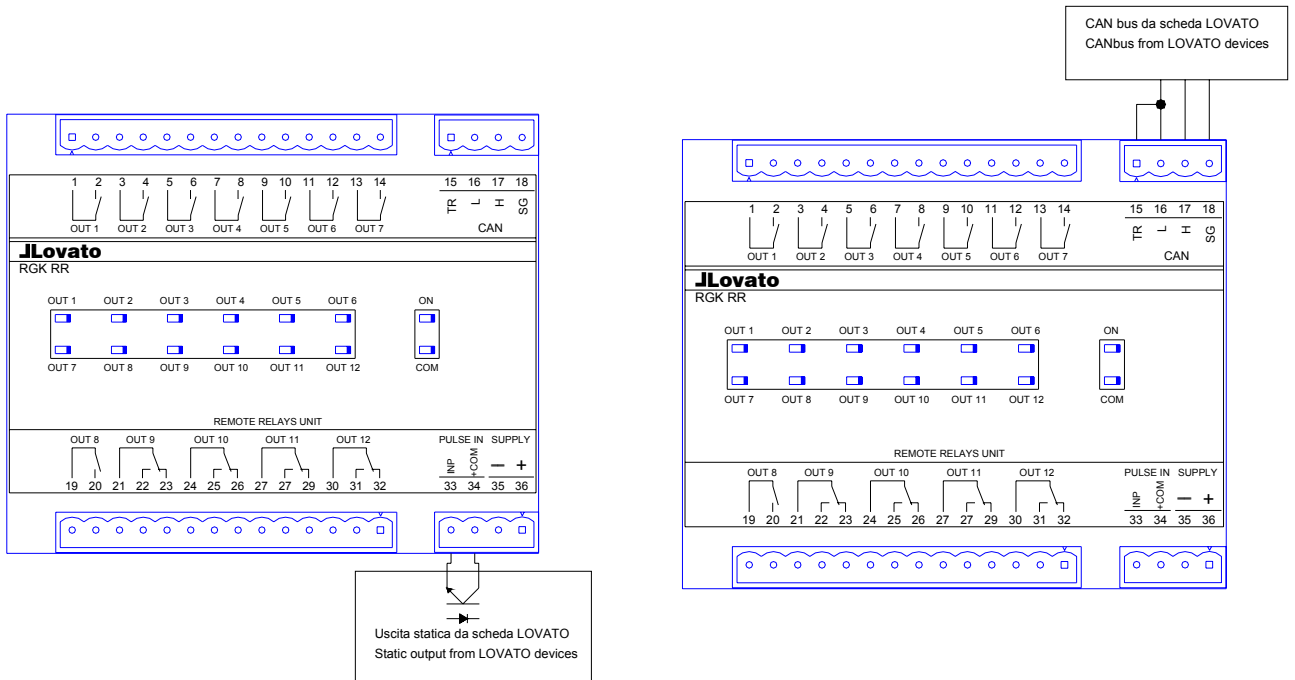 1 2 3 4 5 6 7 8 9 10 11 12 13 14
15 16 17 18
TR L H SG
OUT 1 OUT 2 OUT 3 OUT 4 OUT 5 OUT 6 OUT 7
CAN
Lovato
RGK RR
OUT 1 OUT 2 OUT 3 OUT 4 OUT 5 OUT 6
ON
OUT 7 OUT 8 OUT 9 OUT 10 OUT 11 OUT 12
COM
REMOTE RELAYS UNIT
OUT 8 OUT 9 OUT 10 OUT 11 OUT 12
PULSE IN SUPPLY
INP +COM — +
19 20 21 22 23 24 25 26 27 27 29 30 31 32
33 34 35 36
Uscita statica da scheda LOVATO
Static output from LOVATO devices
CAN bus da scheda LOVATO
CANbus from LOVATO devices
1 2 3 4 5 6 7 8 9 10 11 12 13 14
15 16 17 18
TR L H SG
OUT 1 OUT 2 OUT 3 OUT 4 OUT 5 OUT 6 OUT 7
CAN
Lovato
RGK RR
OUT 1 OUT 2 OUT 3 OUT 4 OUT 5 OUT 6
ON
OUT 7 OUT 8 OUT 9 OUT 10 OUT 11 OUT 12
COM
REMOTE RELAYS UNIT
OUT 8 OUT 9 OUT 10 OUT 11 OUT 12
PULSE IN SUPPLY
INP +COM — +
19 20 21 22 23 24 25 26 27 27 29 30 31 32
33 34 35 36